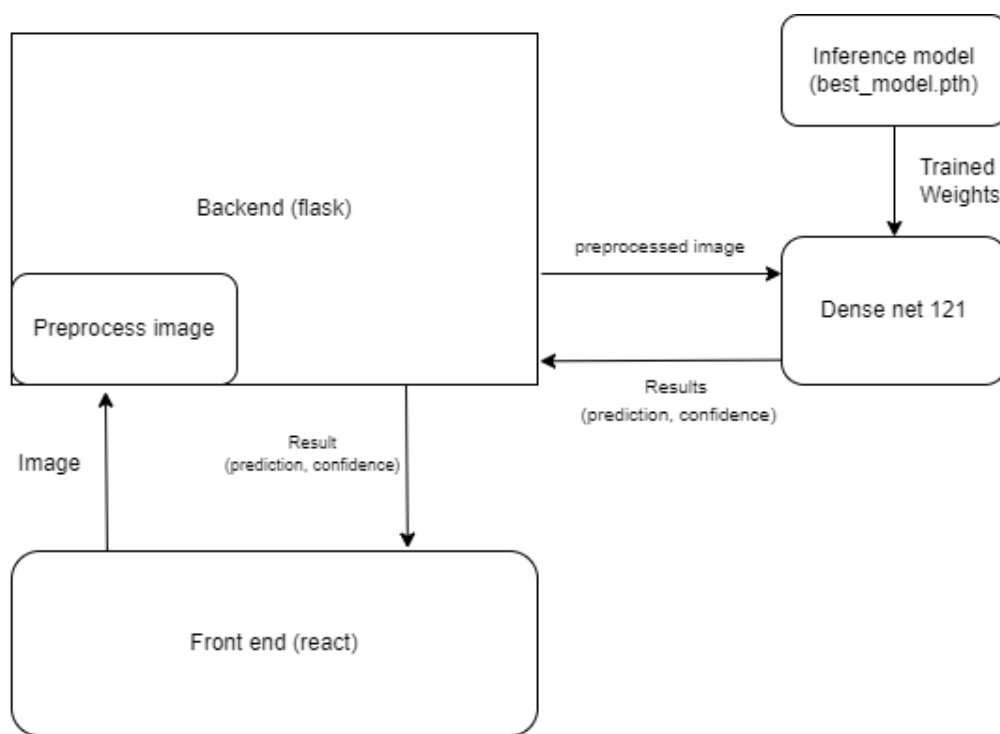 Inference model
(best_model.pth)
Trained
Weights
Backend (flask)
preprocessed image
Dense net 121
Preprocess image
Results
(prediction, confidence)
Result
(prediction, confidence)
Image
Front end (react)